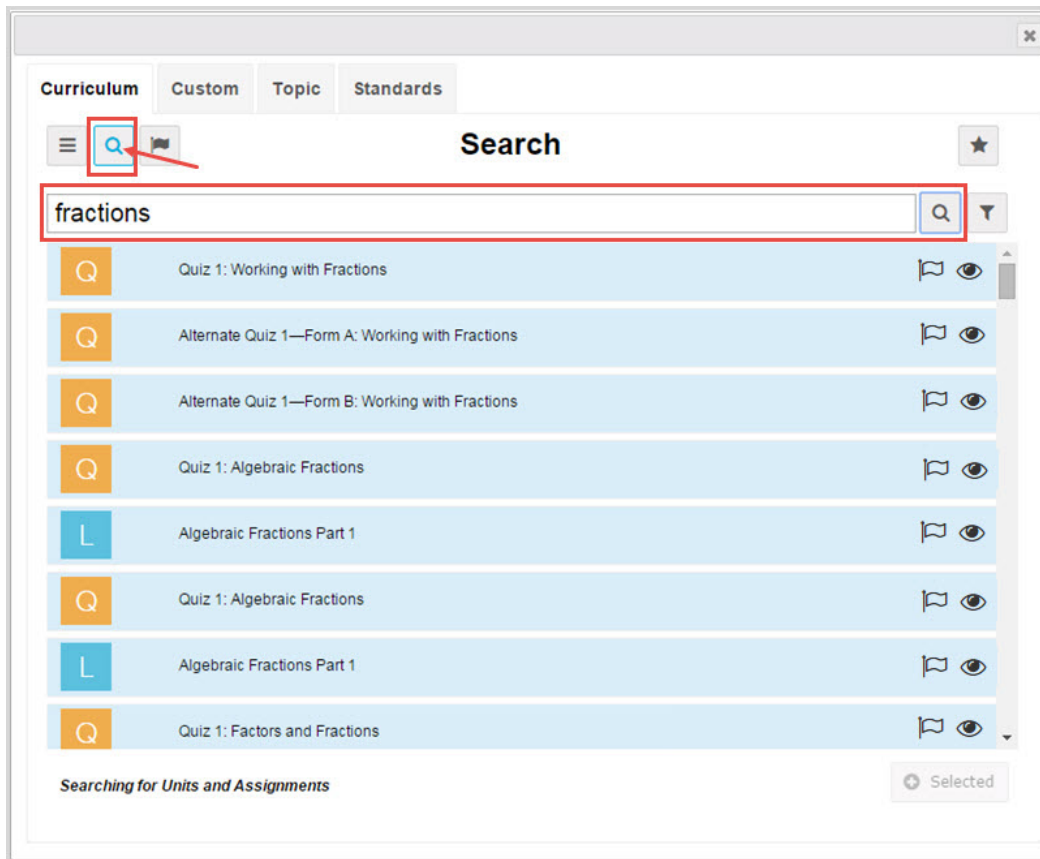 Curriculum Custom Topic Standards
Search
fractions
Q Quiz 1: Working with Fractions
Q Alternate Quiz 1—Form A: Working with Fractions
Q Alternate Quiz 1—Form B: Working with Fractions
Q Quiz 1: Algebraic Fractions
L Algebraic Fractions Part 1
Q Quiz 1: Algebraic Fractions
L Algebraic Fractions Part 1
Q Quiz 1: Factors and Fractions
Searching for Units and Assignments Selected